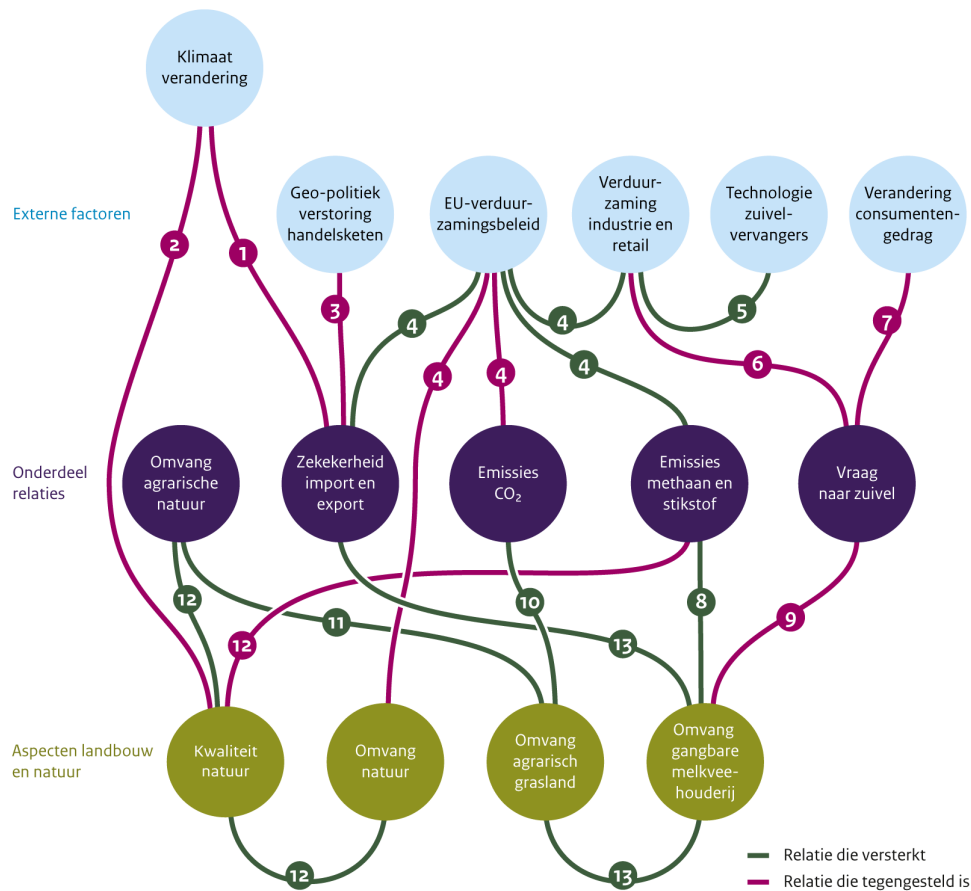 Klimaat
verandering
Externe factoren
Geo-politiek
verstoring
handelsketen
EU-verduur-
zamingsbeleid
Verduur-
zaming
industrie en
retail
Technologie
zuivel-
vervangers
Verandering
consumenten-
gedrag
2
1
3
4
4
4
4
4
5
6
7
Onderdeel
relaties
Omvang
agrarische
natuur
Zekekerheid
import en
export
Emissies
CO₂
Emissies
methaan en
stikstof
Vraag
naar zuivel
12
11
12
10
13
8
9
Aspecten landbouw
en natuur
Kwaliteit
natuur
Omvang
natuur
Omvang
agrarisch
grasland
Omvang
gangbare
melkvee-
houderij
12
13
Relatie die versterkt
Relatie die tegengesteld is